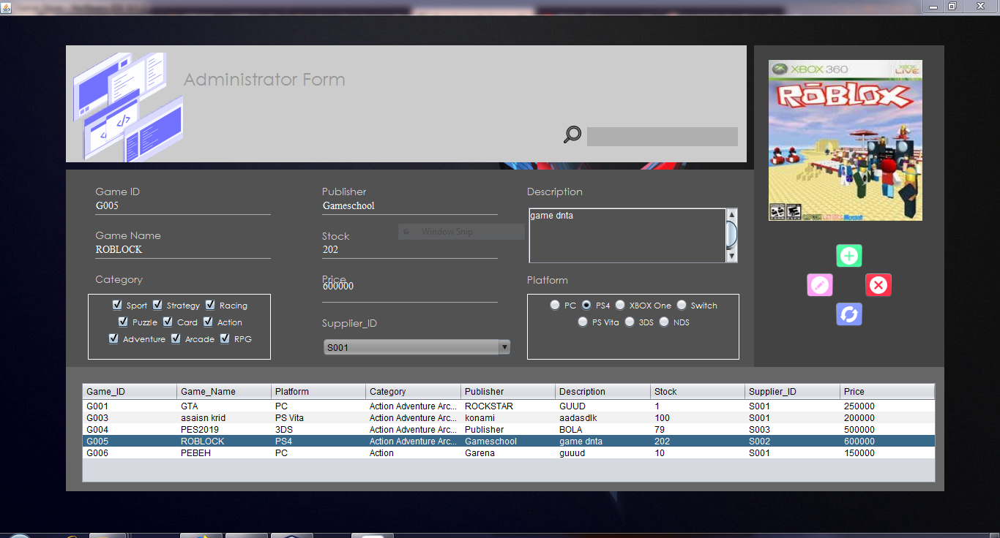 Administrator Form
XBOX 360
XBOX LIVE
RŌBLOX
Game ID
G005
Publisher
Gameschool
Description
game dnta
Game Name
ROBLOCK
Stock
202
Window Snip
Category
Price
600000
Platform
Sport Strategy Racing
Puzzle Card Action
Adventure Arcade RPG
Supplier_ID
S001
PC PS4 XBOX One Switch
PS Vita 3DS NDS
Game_ID Game_Name Platform Category Publisher Description Stock Supplier_ID Price
G001 GTA PC Action Adventure Arc... ROCKSTAR GUUD 1 S001 250000
G003 asaisn krid PS Vita Action Adventure Arc... konami aadasdlk 100 S001 200000
G004 PES2019 3DS Action Adventure Arc... Publisher BOLA 79 S003 500000
G005 ROBLOCK PS4 Action Adventure Arc... Gameschool game dnta 202 S002 600000
G006 PEBEH PC Action Garena guuud 10 S001 150000